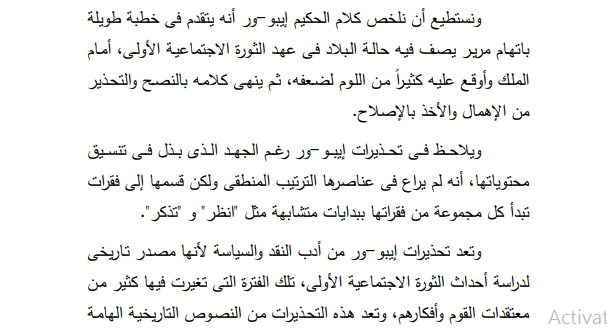 ونستطيع أن نلخص كلام الحكيم إيبو–ور أنه يتقدم فى خطبة طويلة
باتهام مرير يصف فيه حالة البلاد فى عهد الثورة الاجتماعية الأولى، أمام
الملك وأوقع عليه كثيراً من اللوم لضعفه، ثم ينهى كلامه بالنصح والتحذير
من الإهمال والأخذ بالإصلاح.
ويلاحظ فى تحذيرات إيبو–ور رغم الجهد الذى بذل فى تنسيق
محتوياتها، أنه لم يراع فى عناصرها الترتيب المنطقى ولكن قسمها إلى فقرات
تبدأ كل مجموعة من فقراتها ببدايات متشابهة مثل "انظر" و "تذكر".
وتعد تحذيرات إيبو–ور من أدب النقد والسياسة لأنها مصدر تاريخى
لدراسة أحداث الثورة الاجتماعية الأولى، تلك الفترة التى تغيرت فيها كثير من
معتقدات القوم وأفكارهم، وتعد هذه التحذيرات من النصوص التاريخية الهامة
Activat